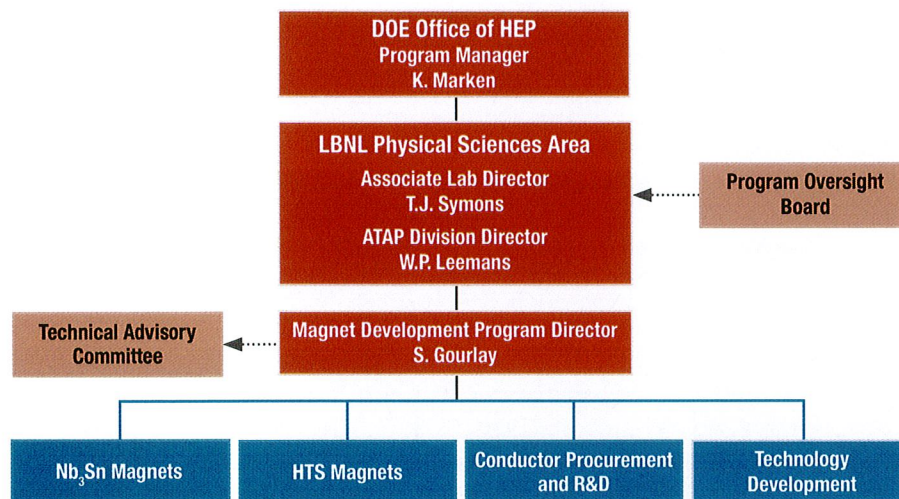 DOE Office of HEP
Program Manager
K. Marken
LBNL Physical Sciences Area
Associate Lab Director
T.J. Symons
ATAP Division Director
W.P. Leemans
Program Oversight
Board
Technical Advisory
Committee
Magnet Development Program Director
S. Gourlay
Nb₃Sn Magnets
HTS Magnets
Conductor Procurement
and R&D
Technology
Development